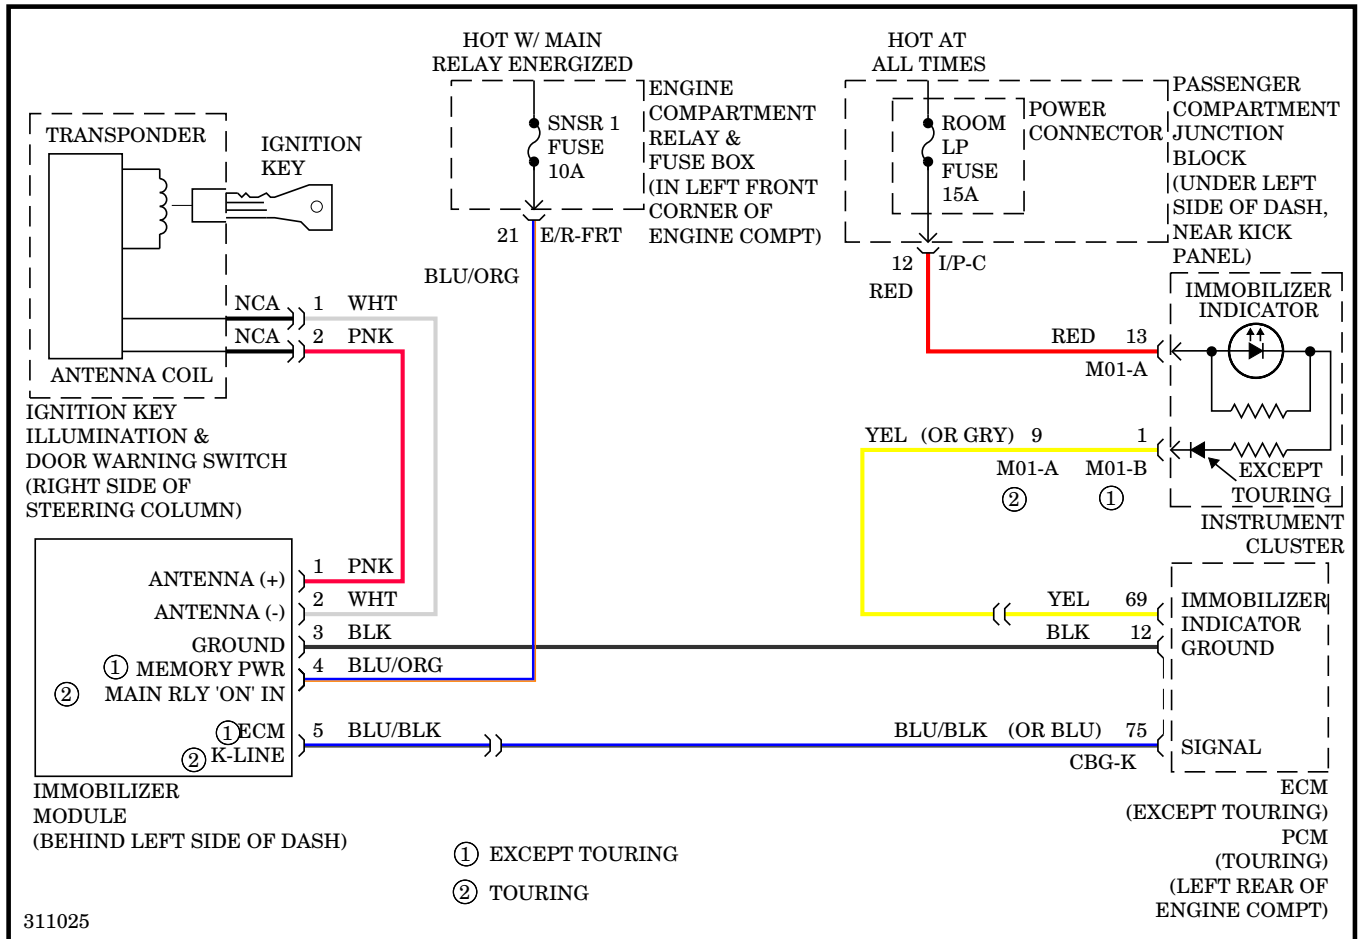 HOT W/ MAIN
RELAY ENERGIZED
SNSR 1
FUSE
10A
ENGINE
COMPARTMENT
RELAY &
FUSE BOX
(IN LEFT FRONT
CORNER OF
ENGINE COMPT)
21 E/R-FRT
BLU/ORG
HOT AT
ALL TIMES
ROOM
LP
FUSE
15A
POWER
CONNECTOR
PASSENGER
COMPARTMENT
JUNCTION
BLOCK
(UNDER LEFT
SIDE OF DASH,
NEAR KICK
PANEL)
12 I/P-C
RED
TRANSPONDER
IGNITION
KEY
NCA 1 WHT
NCA 2 PNK
ANTENNA COIL
IGNITION KEY
ILLUMINATION &
DOOR WARNING SWITCH
(RIGHT SIDE OF
STEERING COLUMN)
IMMOBILIZER
INDICATOR
RED 13
M01-A
YEL (OR GRY) 9 1
M01-A M01-B
2 1
EXCEPT
TOURING
INSTRUMENT
CLUSTER
ANTENNA (+) 1 PNK
ANTENNA (-) 2 WHT
GROUND 3 BLK
1 MEMORY PWR 4 BLU/ORG
2 MAIN RLY 'ON' IN
1 ECM 5 BLU/BLK
2 K-LINE
IMMOBILIZER
MODULE
(BEHIND LEFT SIDE OF DASH)
YEL 69 IMMOBILIZER
INDICATOR
BLK 12 GROUND
BLU/BLK (OR BLU) 75 SIGNAL
CBG-K
ECM
(EXCEPT TOURING)
PCM
(TOURING)
(LEFT REAR OF
ENGINE COMPT)
1 EXCEPT TOURING
2 TOURING
311025